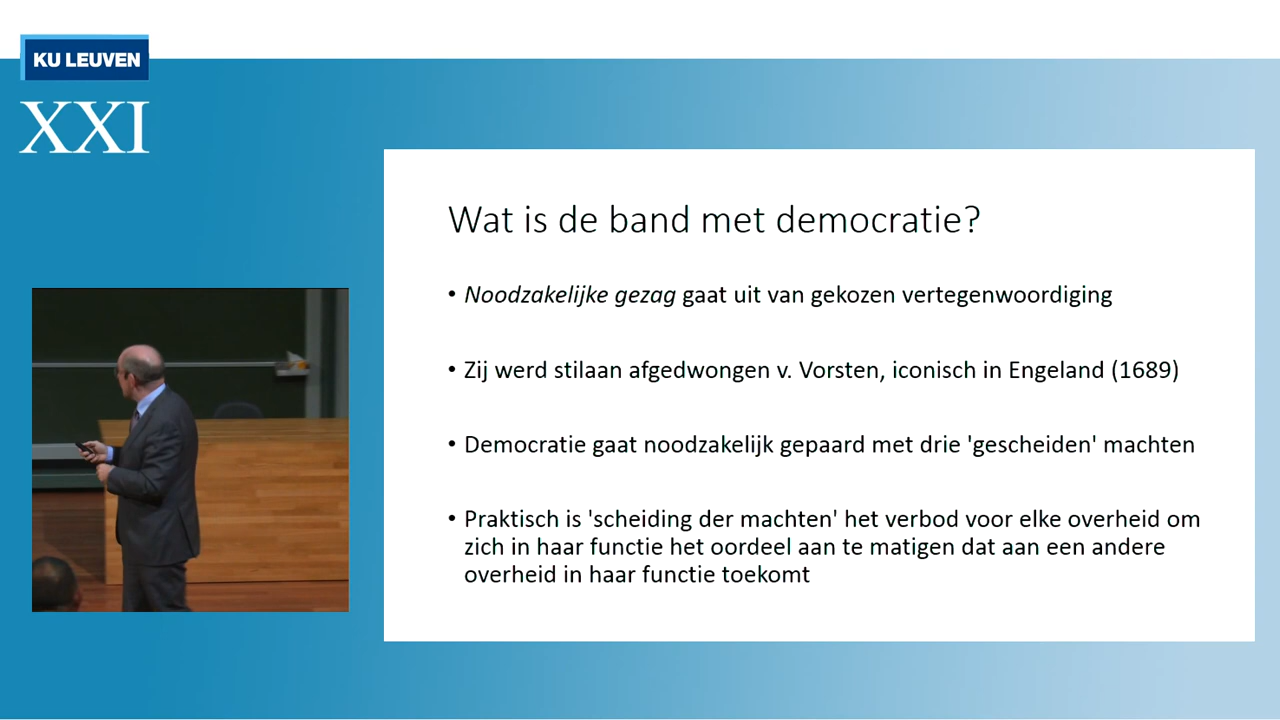 KU LEUVEN
XXI
Wat is de band met democratie?
• Noodzakelijke gezag gaat uit van gekozen vertegenwoordiging
• Zij werd stilaan afgedwongen v. Vorsten, iconisch in Engeland (1689)
• Democratie gaat noodzakelijk gepaard met drie 'gescheiden' machten
• Praktisch is 'scheiding der machten' het verbod voor elke overheid om
zich in haar functie het oordeel aan te matigen dat aan een andere
overheid in haar functie toekomt